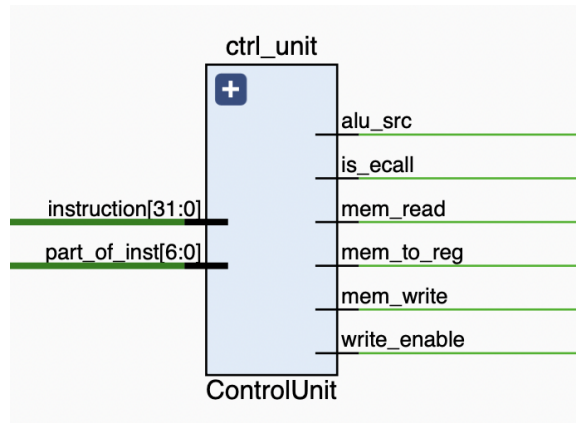 ctrl_unit
+
alu_src
is_ecall
instruction[31:0]
mem_read
part_of_inst[6:0]
mem_to_reg
mem_write
write_enable
ControlUnit